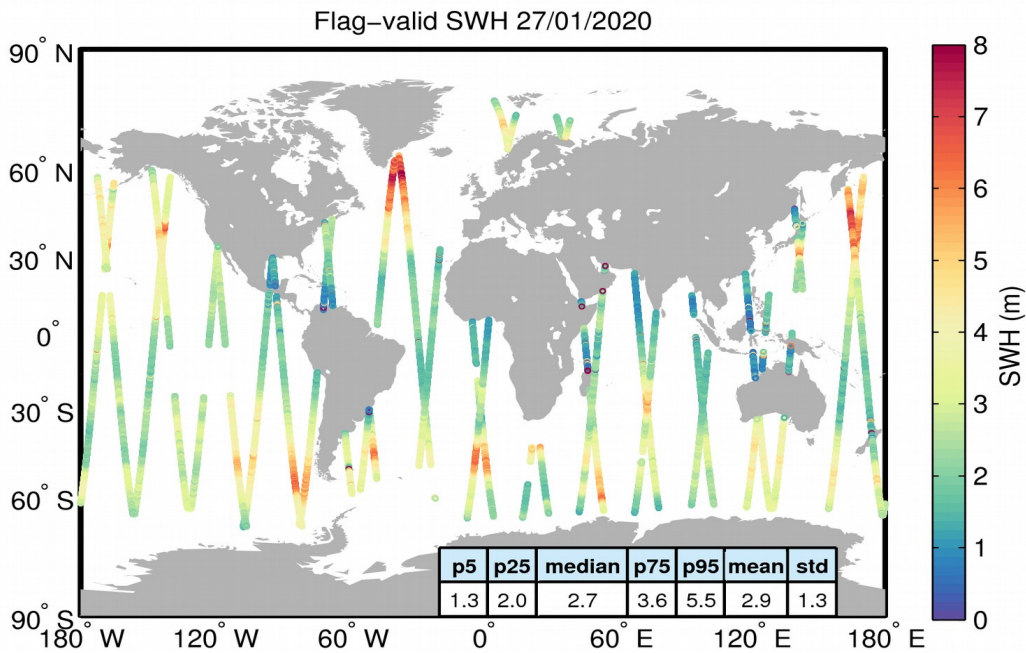 Flag−valid SWH 27/01/2020
90° N
60° N
30° N
0°
30° S
60° S
90° S
180° W
120° W
60° W
0°
60° E
120° E
180° E
8
7
6
5
4
3
2
1
0
SWH (m)
p5 p25 median p75 p95 mean std
1.3 2.0 2.7 3.6 5.5 2.9 1.3